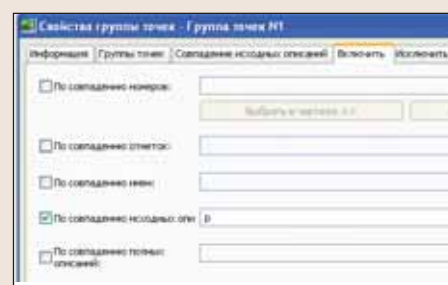 Свойства группы точек - Группа точек N1
Информация Группы точек Совпадение исходных описаний Включить Исключить
По совпадению номеров:
Выбрать в чертеже >>
По совпадению отметок:
По совпадению имен:
По совпадению исходных опи
По совпадению полных
описаний: